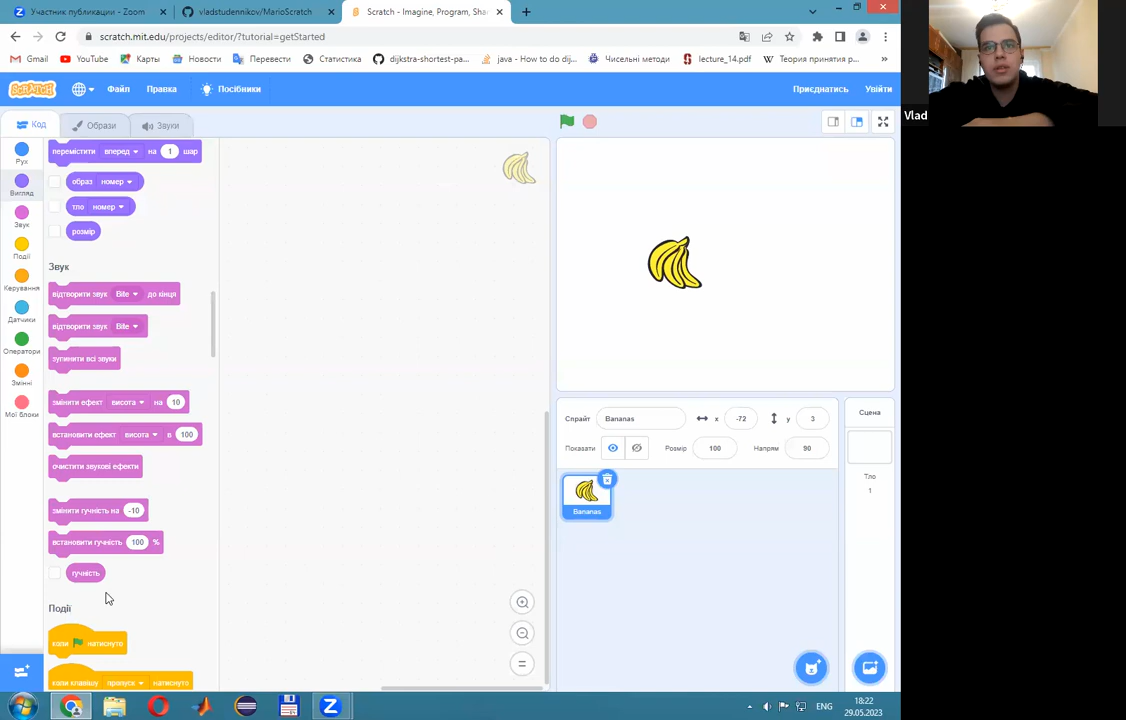 Участник публикации - Zoom
vladstudennikov/MarioScratch
Scratch - Imagine, Program, Sha
scratch.mit.edu/projects/editor/?tutorial=getStarted
Gmail YouTube Карты Новости Перевести Статистика dijkstra-shortest-pa... java - How to do dij... Чисельні методи lecture_14.pdf Теория принятия р... »
SCRATCH Файл Правка Посібники Приєднатись Увійти
Vlad
Код Образи Звуки
Рух
Вигляд
Звук
Події
Керування
Датчики
Оператори
Змінні
Мої блоки
перемістити вперед на 1 шар
образ номер
тло номер
розмір
Звук
відтворити звук Bite до кінця
відтворити звук Bite
зупинити всі звуки
змінити ефект висота на 10
встановити ефект висота в 100
очистити звукові ефекти
змінити гучність на -10
встановити гучність 100 %
гучність
Події
коли натиснуто
коли клавішу пропуск натиснуто
Спрайт Bananas x -72 y 3
Показати Розмір 100 Напрям 90
Bananas
Сцена
Тло
1
ENG
18:22
29.05.2023